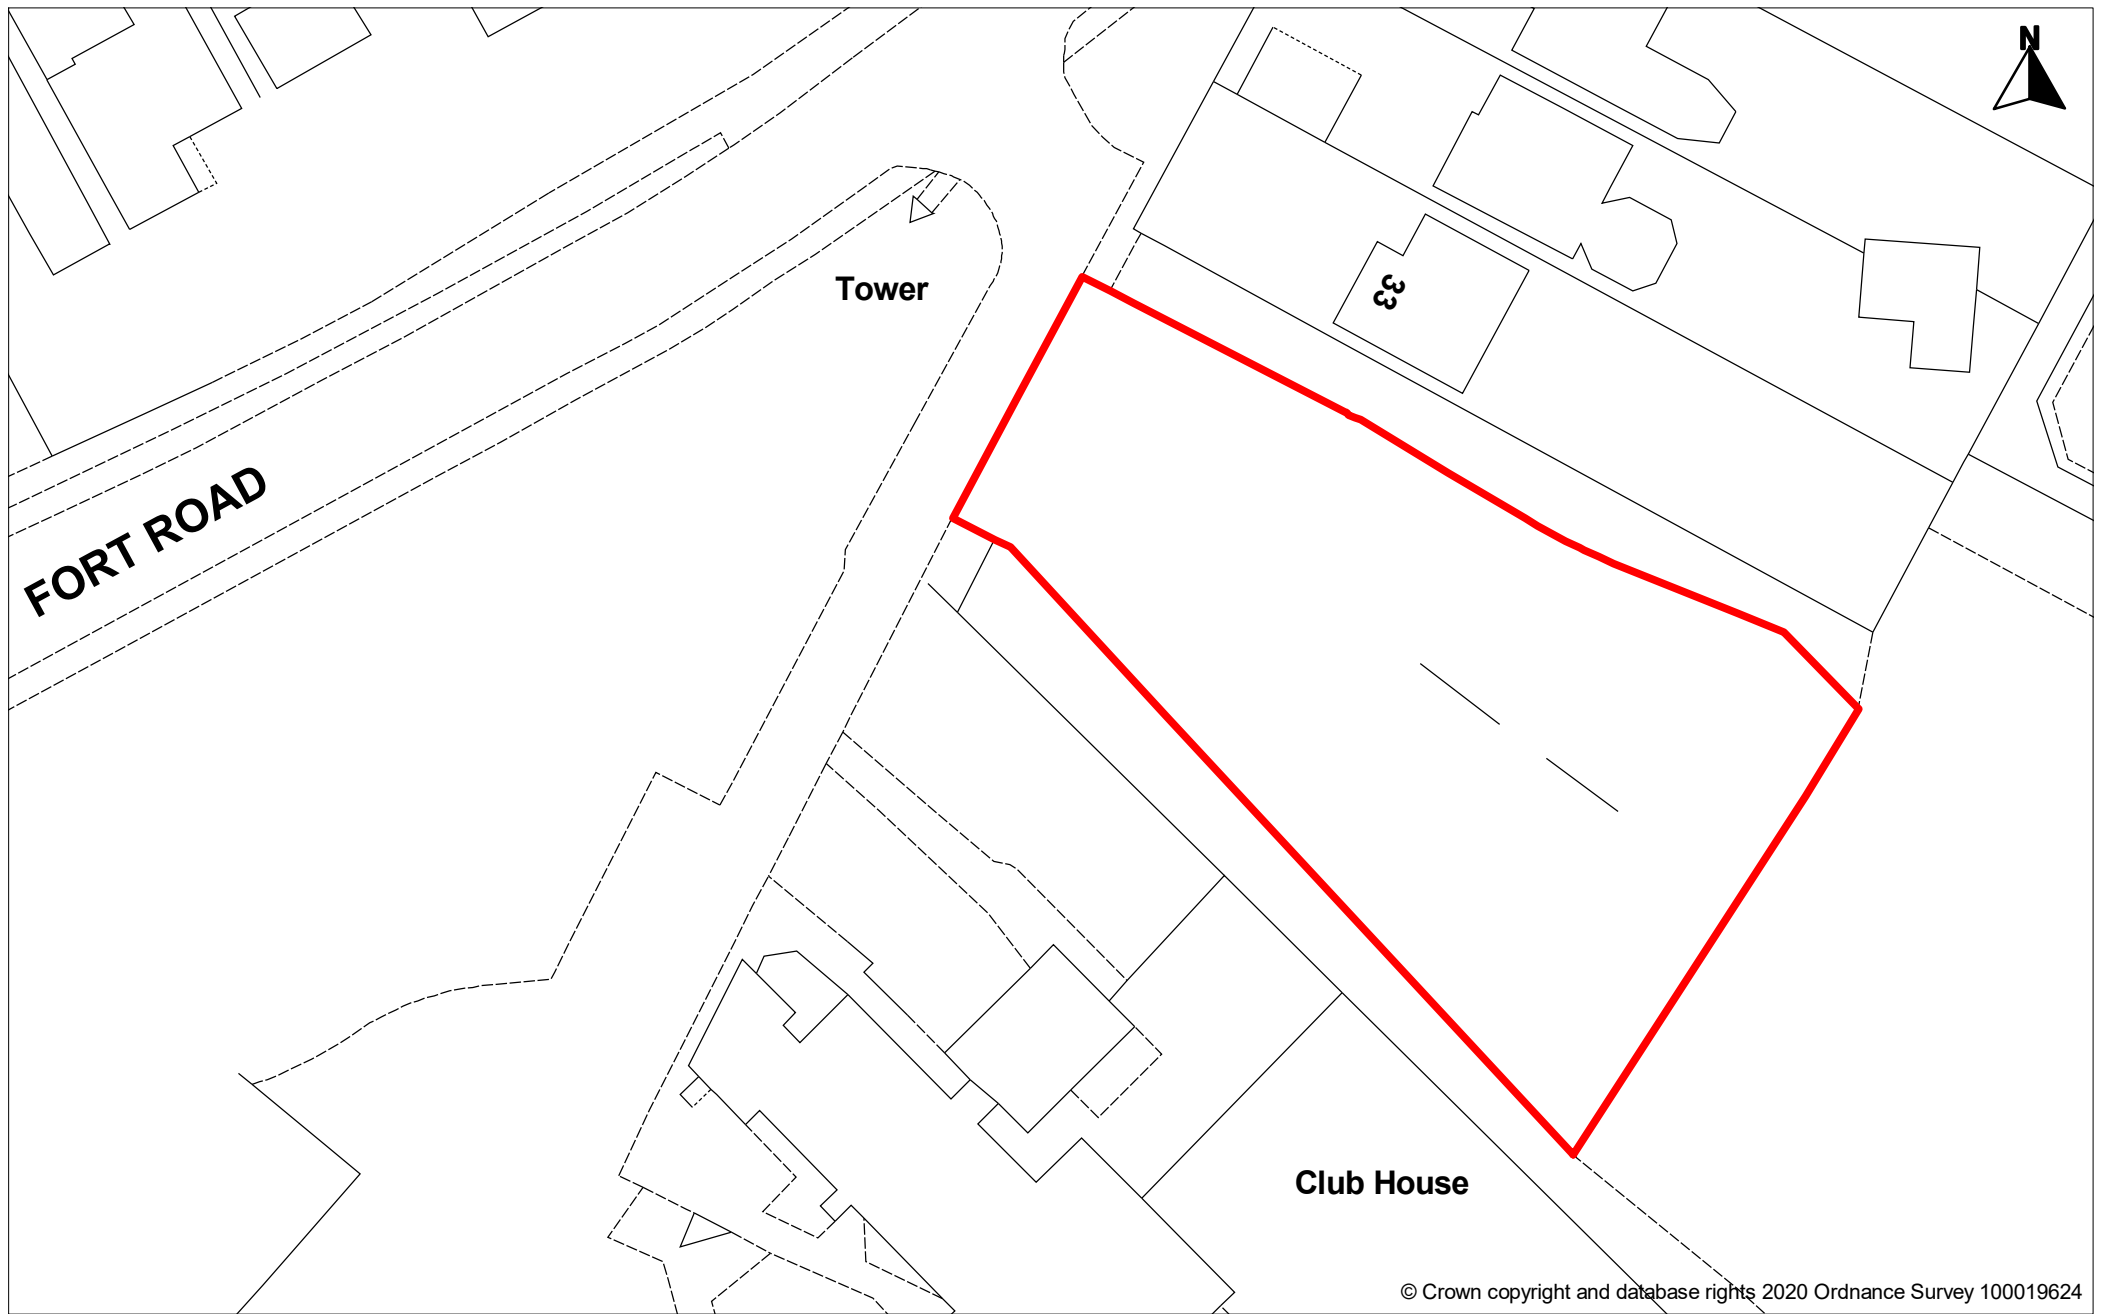 N
Tower
33
FORT ROAD
Club House
© Crown copyright and database rights 2020 Ordnance Survey 100019624